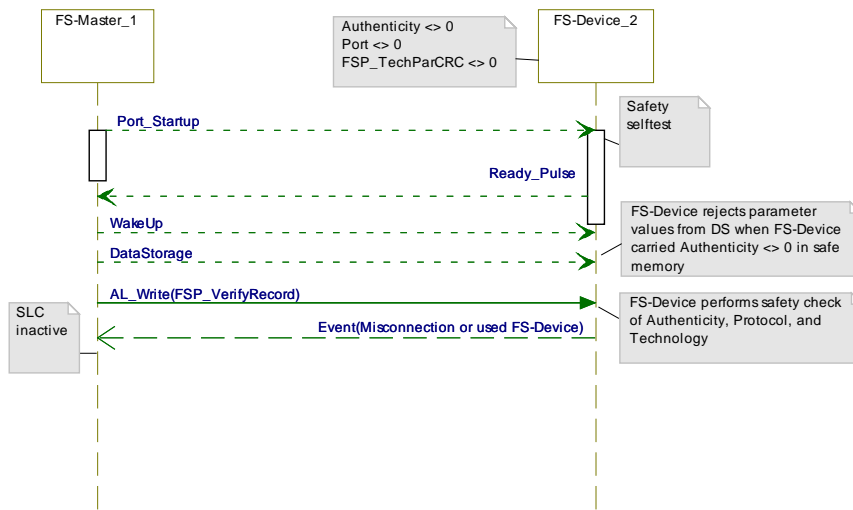 FS-Master_1
Authenticity <> 0
Port <> 0
FSP_TechParCRC <> 0
FS-Device_2
Port_Startup
Safety
selftest
Ready_Pulse
WakeUp
FS-Device rejects parameter
values from DS when FS-Device
carried Authenticity <> 0 in safe
memory
DataStorage
AL_Write(FSP_VerifyRecord)
FS-Device performs safety check
of Authenticity, Protocol, and
Technology
SLC
inactive
Event(Misconnection or used FS-Device)